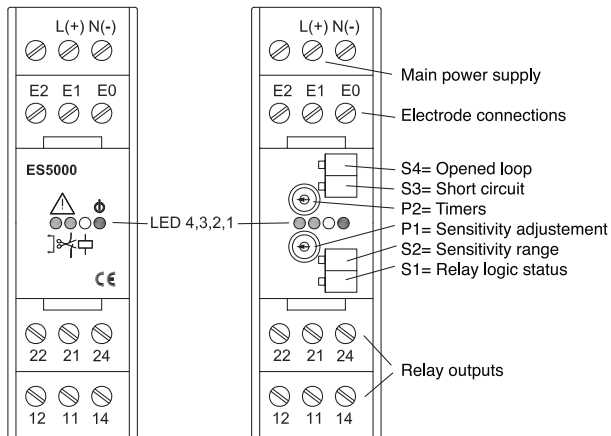 L(+) N(-)
E2 E1 E0
ES5000
CE
22 21 24
12 11 14
LED 4,3,2,1
L(+) N(-)
E2 E1 E0
22 21 24
12 11 14
Main power supply
Electrode connections
S4= Opened loop
S3= Short circuit
P2= Timers
P1= Sensitivity adjustement
S2= Sensitivity range
S1= Relay logic status
Relay outputs